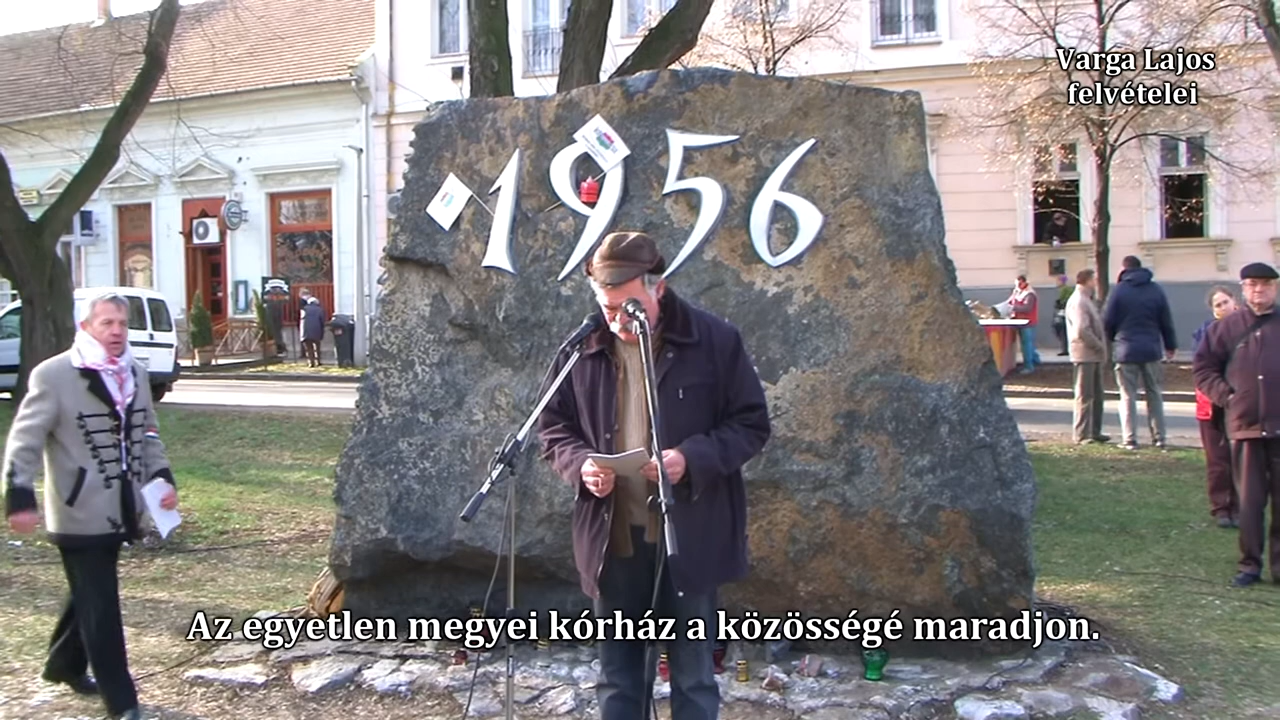 Varga Lajos
felvételei
1956
Az egyetlen megyei kórház a közösségé maradjon.